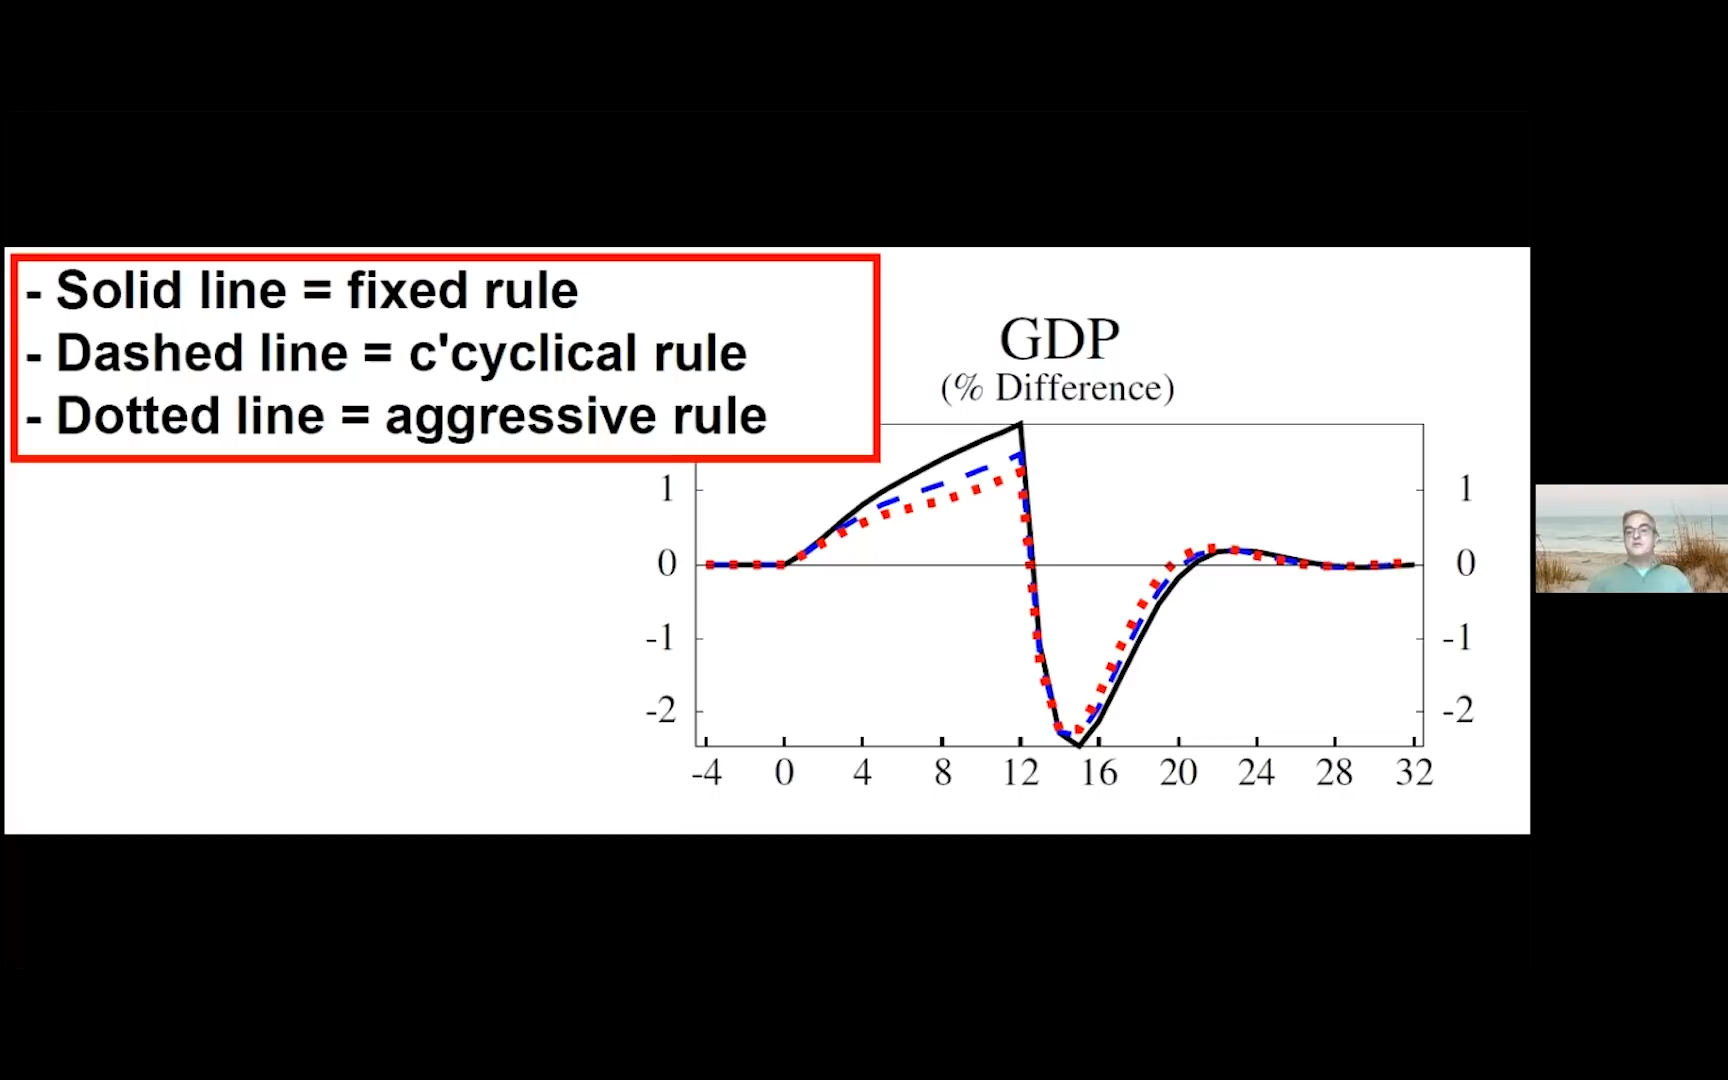 - Solid line = fixed rule
- Dashed line = c'cyclical rule
- Dotted line = aggressive rule
GDP
(% Difference)
1 1
0 0
-1 -1
-2 -2
-4 0 4 8 12 16 20 24 28 32